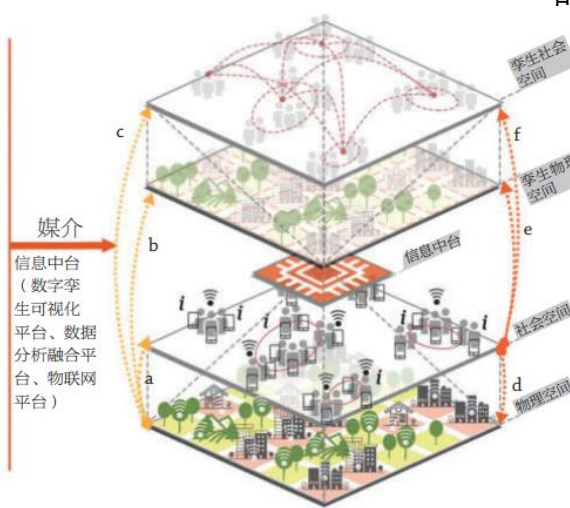 孪生社会
空间
c
f
孪生物理
空间
媒介
b
e
信息中台
信息中台
（数字孪
生可视化
平台、数据
分析融合平
台、物联网
平台）
i
i
i
i
i
i
社会空间
a
d
物理空间